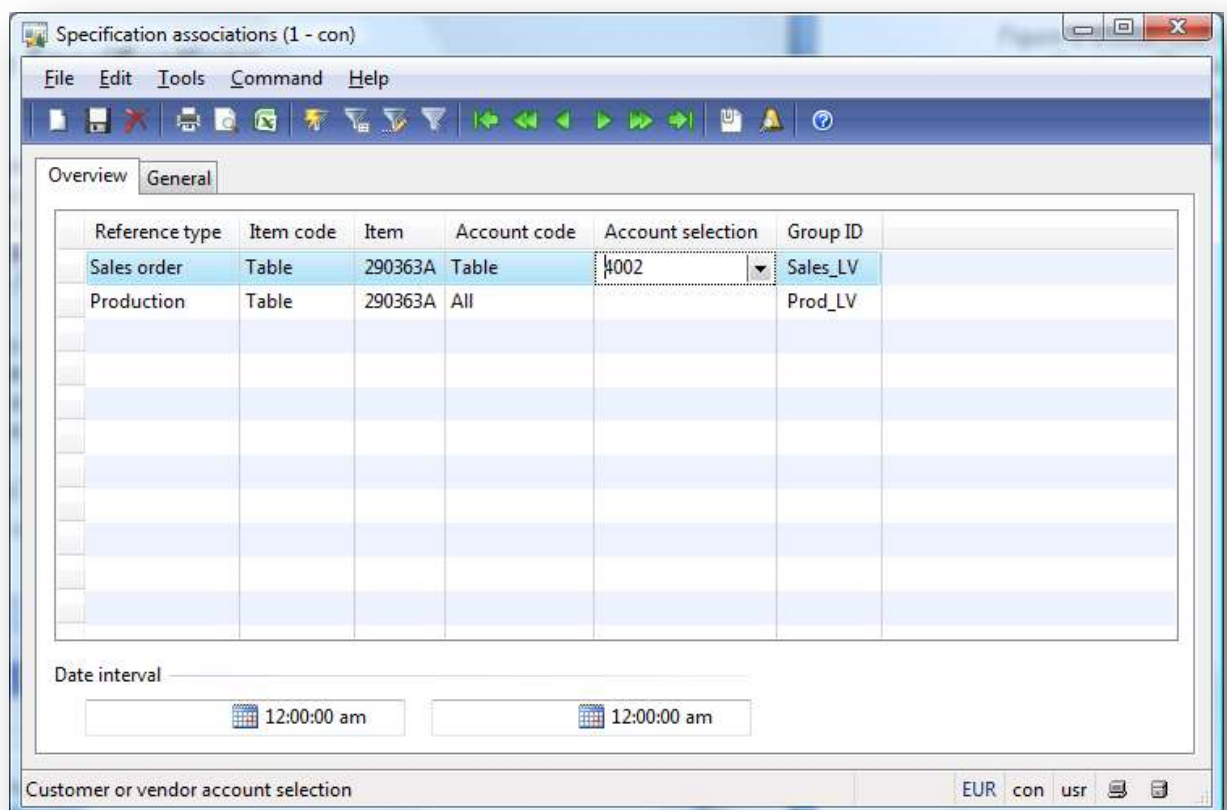 Specification associations (1 - con)
File Edit Tools Command Help
Overview General
Reference type Item code Item Account code Account selection Group ID
Sales order Table 290363A Table 4002 Sales_LV
Production Table 290363A All Prod_LV
Date interval
12:00:00 am 12:00:00 am
Customer or vendor account selection EUR con usr